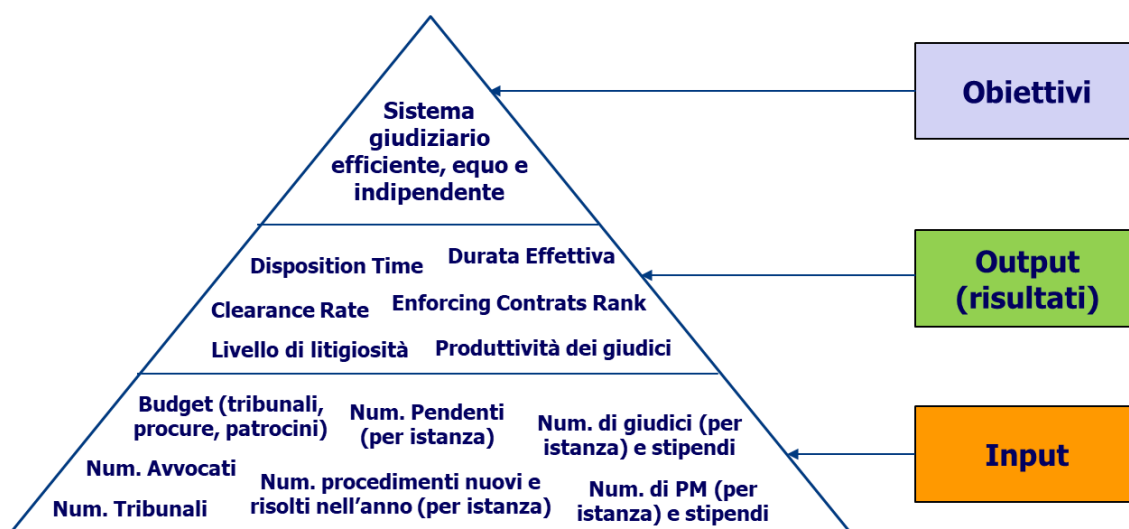 Sistema
giudiziario
efficiente, equo e
indipendente
Obiettivi
Disposition Time
Durata Effettiva
Clearance Rate
Enforcing Contrats Rank
Livello di litigiosità
Produttività dei giudici
Output
(risultati)
Budget (tribunali,
procure, patrocini)
Num. Pendenti
(per istanza)
Num. di giudici (per
istanza) e stipendi
Num. Avvocati
Num. procedimenti nuovi e
risolti nell’anno (per istanza)
Num. Tribunali
Num. di PM (per
istanza) e stipendi
Input